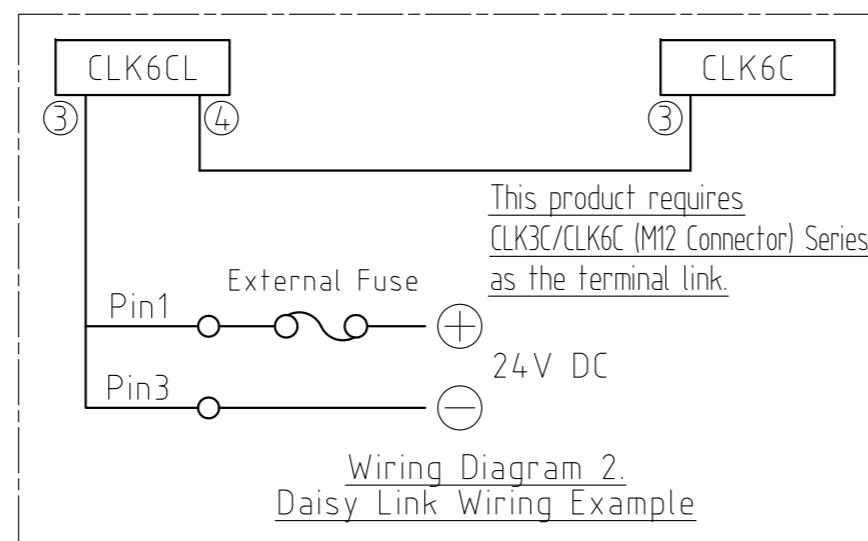 CLK6CL
CLK6C
③
④
③
This product requires
CLK3C/CLK6C (M12 Connector) Series
as the terminal link.
External Fuse
Pin1
+
24V DC
Pin3
−
Wiring Diagram 2.
Daisy Link Wiring Example